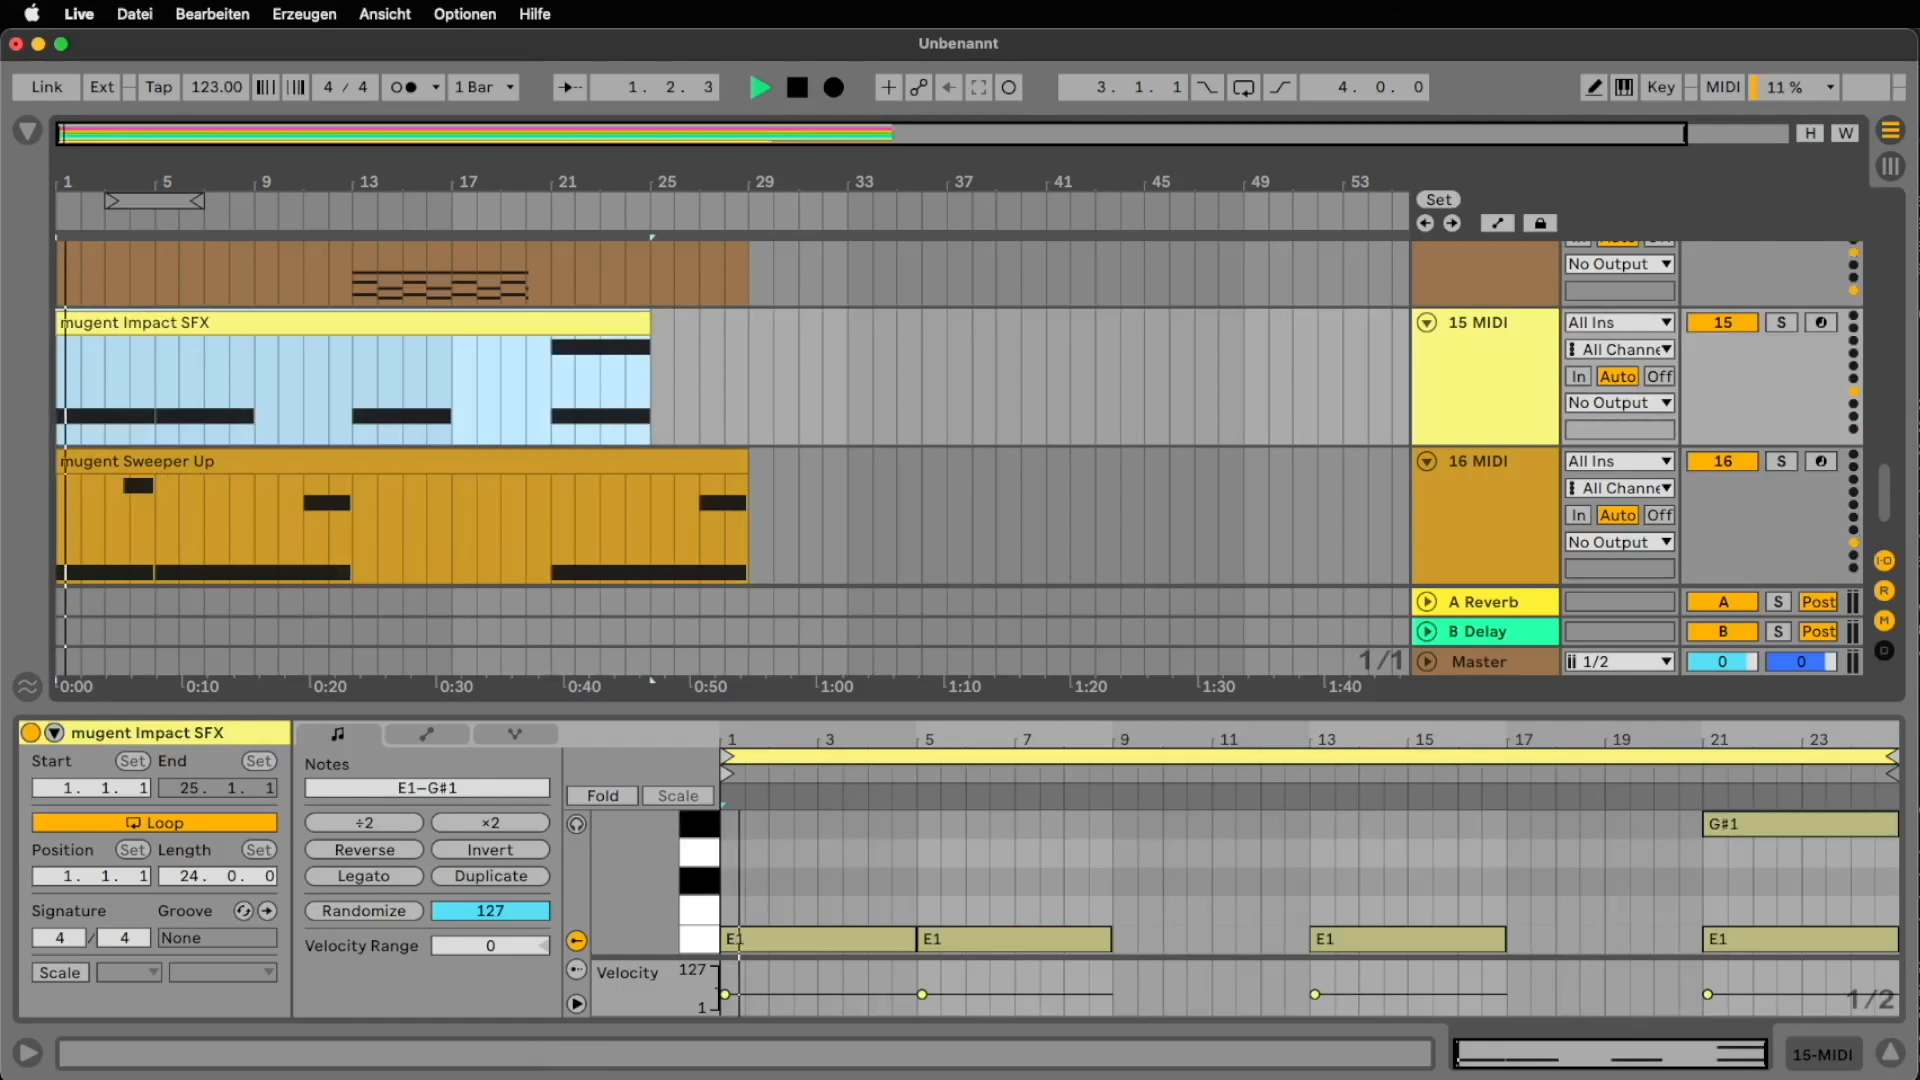 Live Datei Bearbeiten Erzeugen Ansicht Optionen Hilfe
Unbenannt
Link Ext Tap 123.00 4 / 4 1 Bar 1. 2. 3 3. 1. 1 4. 0. 0 Key MIDI 11 %
H W
1 5 9 13 17 21 25 29 33 37 41 45 49 53
Set
No Output
mugent Impact SFX
15 MIDI All Ins 15 S
All Channe
In Auto Off
No Output
mugent Sweeper Up
16 MIDI All Ins 16 S
All Channe
In Auto Off
No Output
A Reverb A S Post
B Delay B S Post
1/1 Master 1/2 0 0
0:00 0:10 0:20 0:30 0:40 0:50 1:00 1:10 1:20 1:30 1:40
I·O
R
M
D
mugent Impact SFX
Start Set End Set
1. 1. 1 25. 1. 1
Loop
Position Set Length Set
1. 1. 1 24. 0. 0
Signature Groove
4 / 4 None
Scale
Notes
E1–G#1
÷2 ×2
Reverse Invert
Legato Duplicate
Randomize 127
Velocity Range 0
1 3 5 7 9 11 13 15 17 19 21 23
Fold Scale
G#1
E1 E1 E1 E1
Velocity 127
1
1/2
15-MIDI